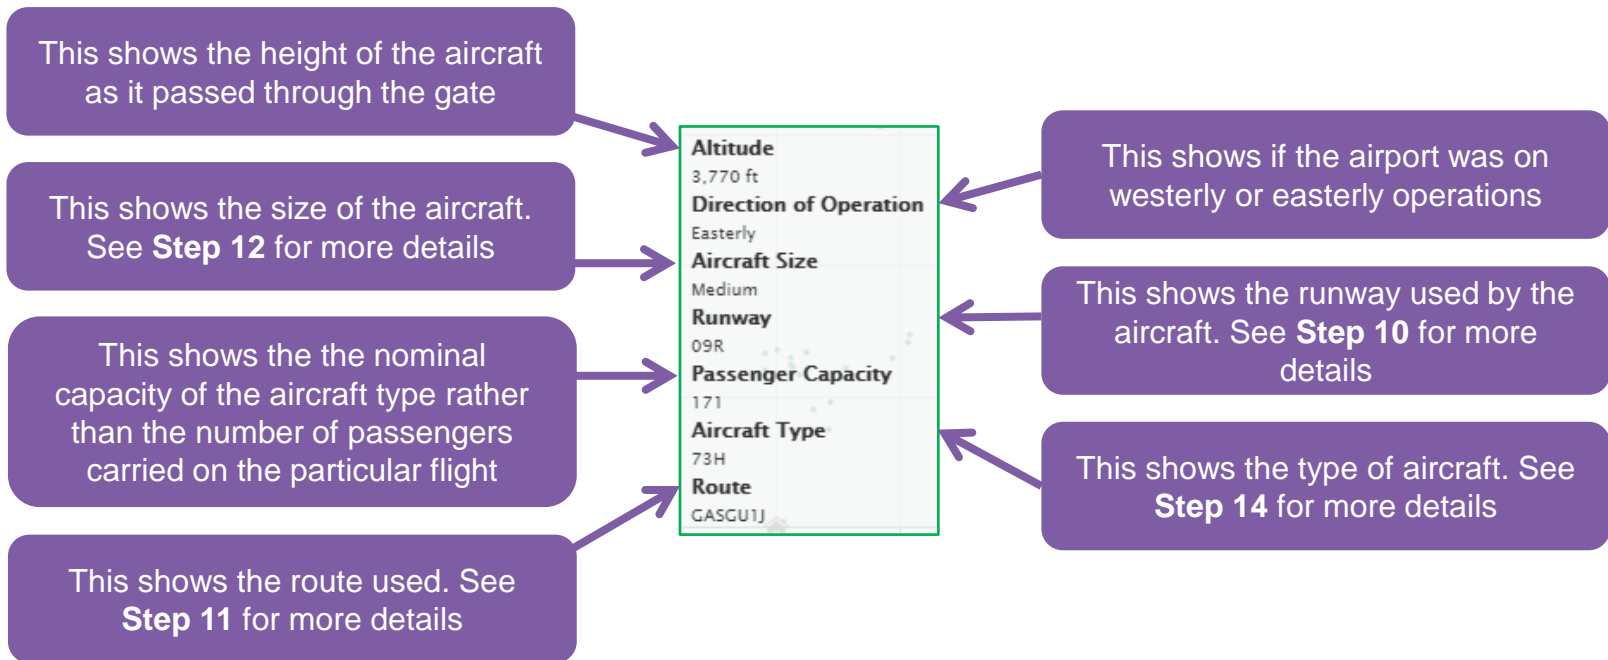 This shows the height of the aircraft
as it passed through the gate
This shows the size of the aircraft.
See Step 12 for more details
This shows the the nominal
capacity of the aircraft type rather
than the number of passengers
carried on the particular flight
This shows the route used. See
Step 11 for more details
Altitude
3,770 ft
Direction of Operation
Easterly
Aircraft Size
Medium
Runway
09R
Passenger Capacity
171
Aircraft Type
73H
Route
GASGU1J
This shows if the airport was on
westerly or easterly operations
This shows the runway used by the
aircraft. See Step 10 for more
details
This shows the type of aircraft. See
Step 14 for more details